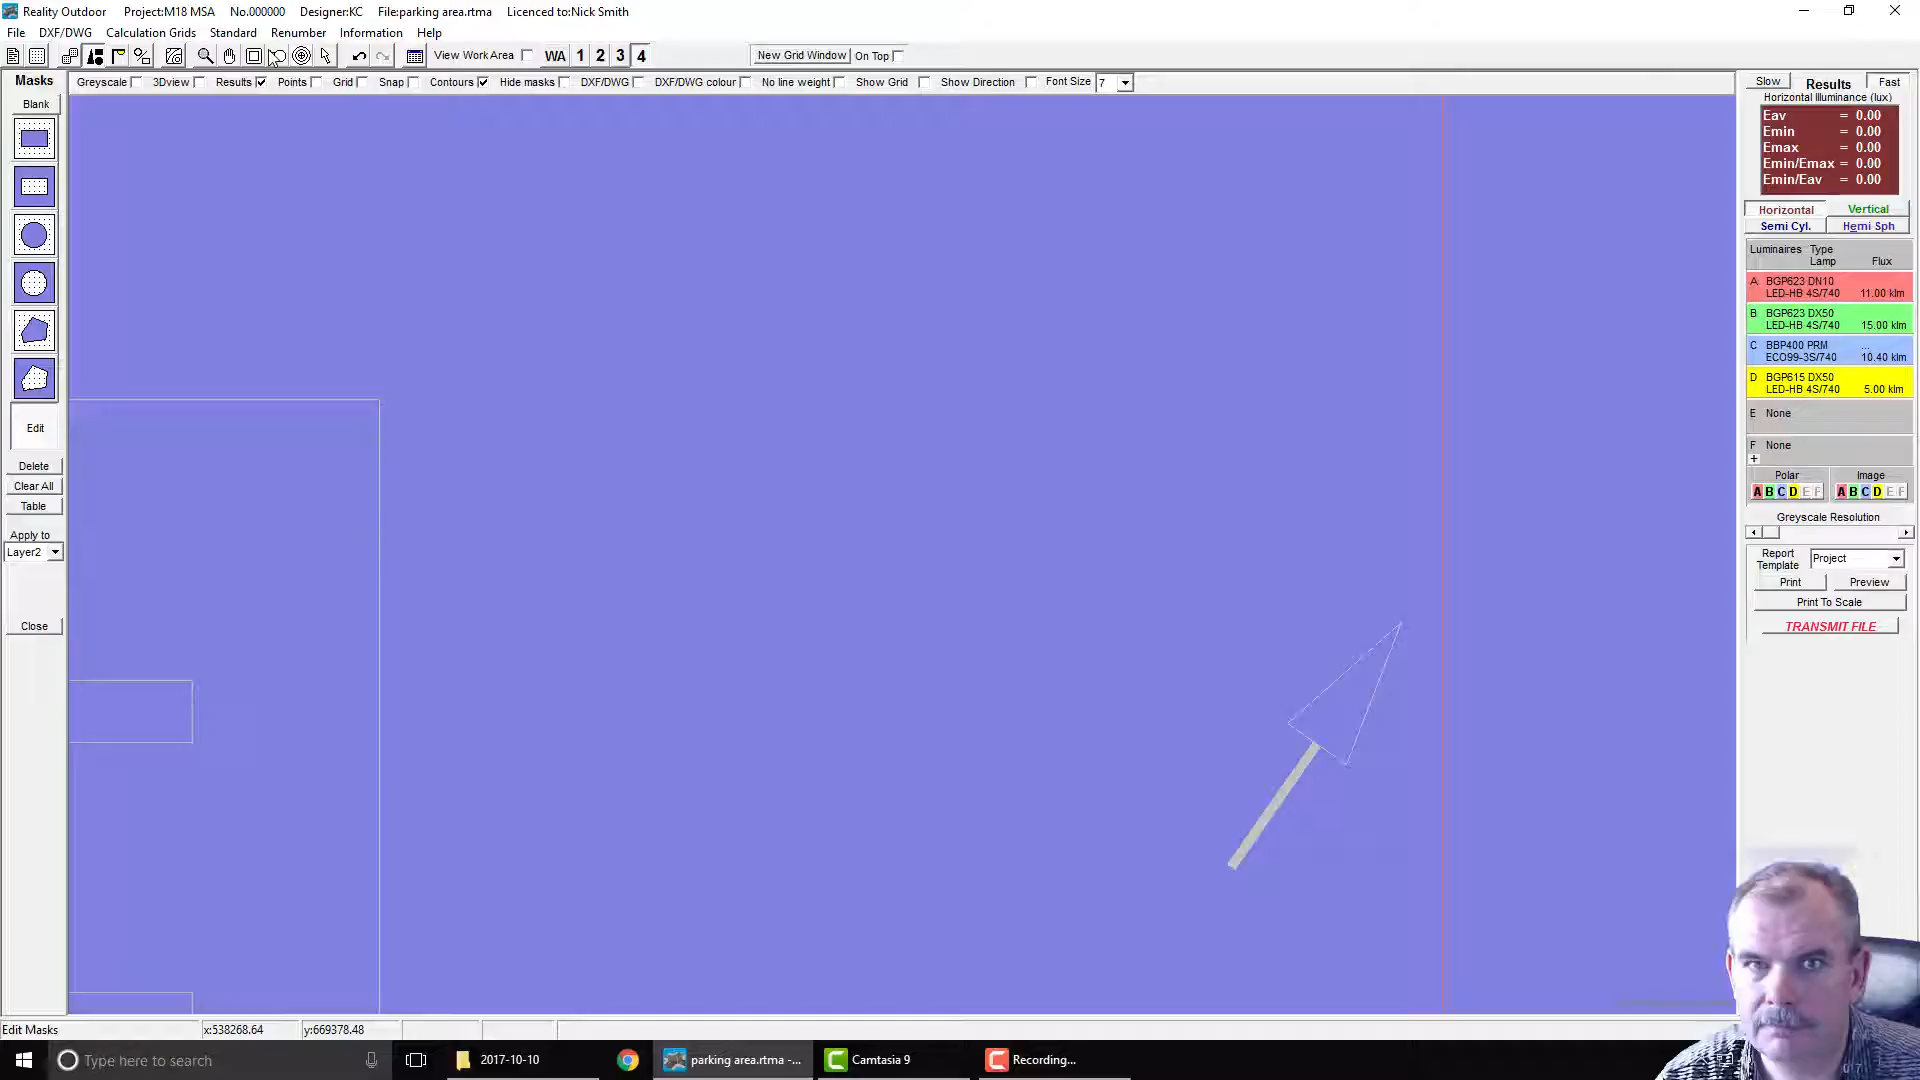 Reality Outdoor Project:M18 MSA No.000000 Designer:KC File:parking area.rtma Licenced to:Nick Smith
File DXF/DWG Calculation Grids Standard Renumber Information Help
View Work Area WA 1 2 3 4 New Grid Window On Top
Masks Greyscale 3Dview Results Points Grid Snap Contours Hide masks DXF/DWG DXF/DWG colour No line weight Show Grid Show Direction Font Size 7
Blank
Edit
Delete
Clear All
Table
Apply to
Layer2
Close
Slow Results Fast
Horizontal Illuminance (lux)
Eav = 0.00
Emin = 0.00
Emax = 0.00
Emin/Emax = 0.00
Emin/Eav = 0.00
Horizontal Vertical
Semi Cyl. Hemi Sph
Luminaires Type
Lamp Flux
A BGP623 DN10
LED-HB 4S/740 11.00 klm
B BGP623 DX50
LED-HB 4S/740 15.00 klm
C BBP400 PRM ...
ECO99-3S/740 10.40 klm
D BGP615 DX50
LED-HB 4S/740 5.00 klm
E None
F None
+
Polar Image
A B C D E F A B C D E F
Greyscale Resolution
Report Template Project
Print Preview
Print To Scale
TRANSMIT FILE
Edit Masks x:538268.64 y:669378.48
Type here to search 2017-10-10 parking area.rtma -... Camtasia 9 Recording...